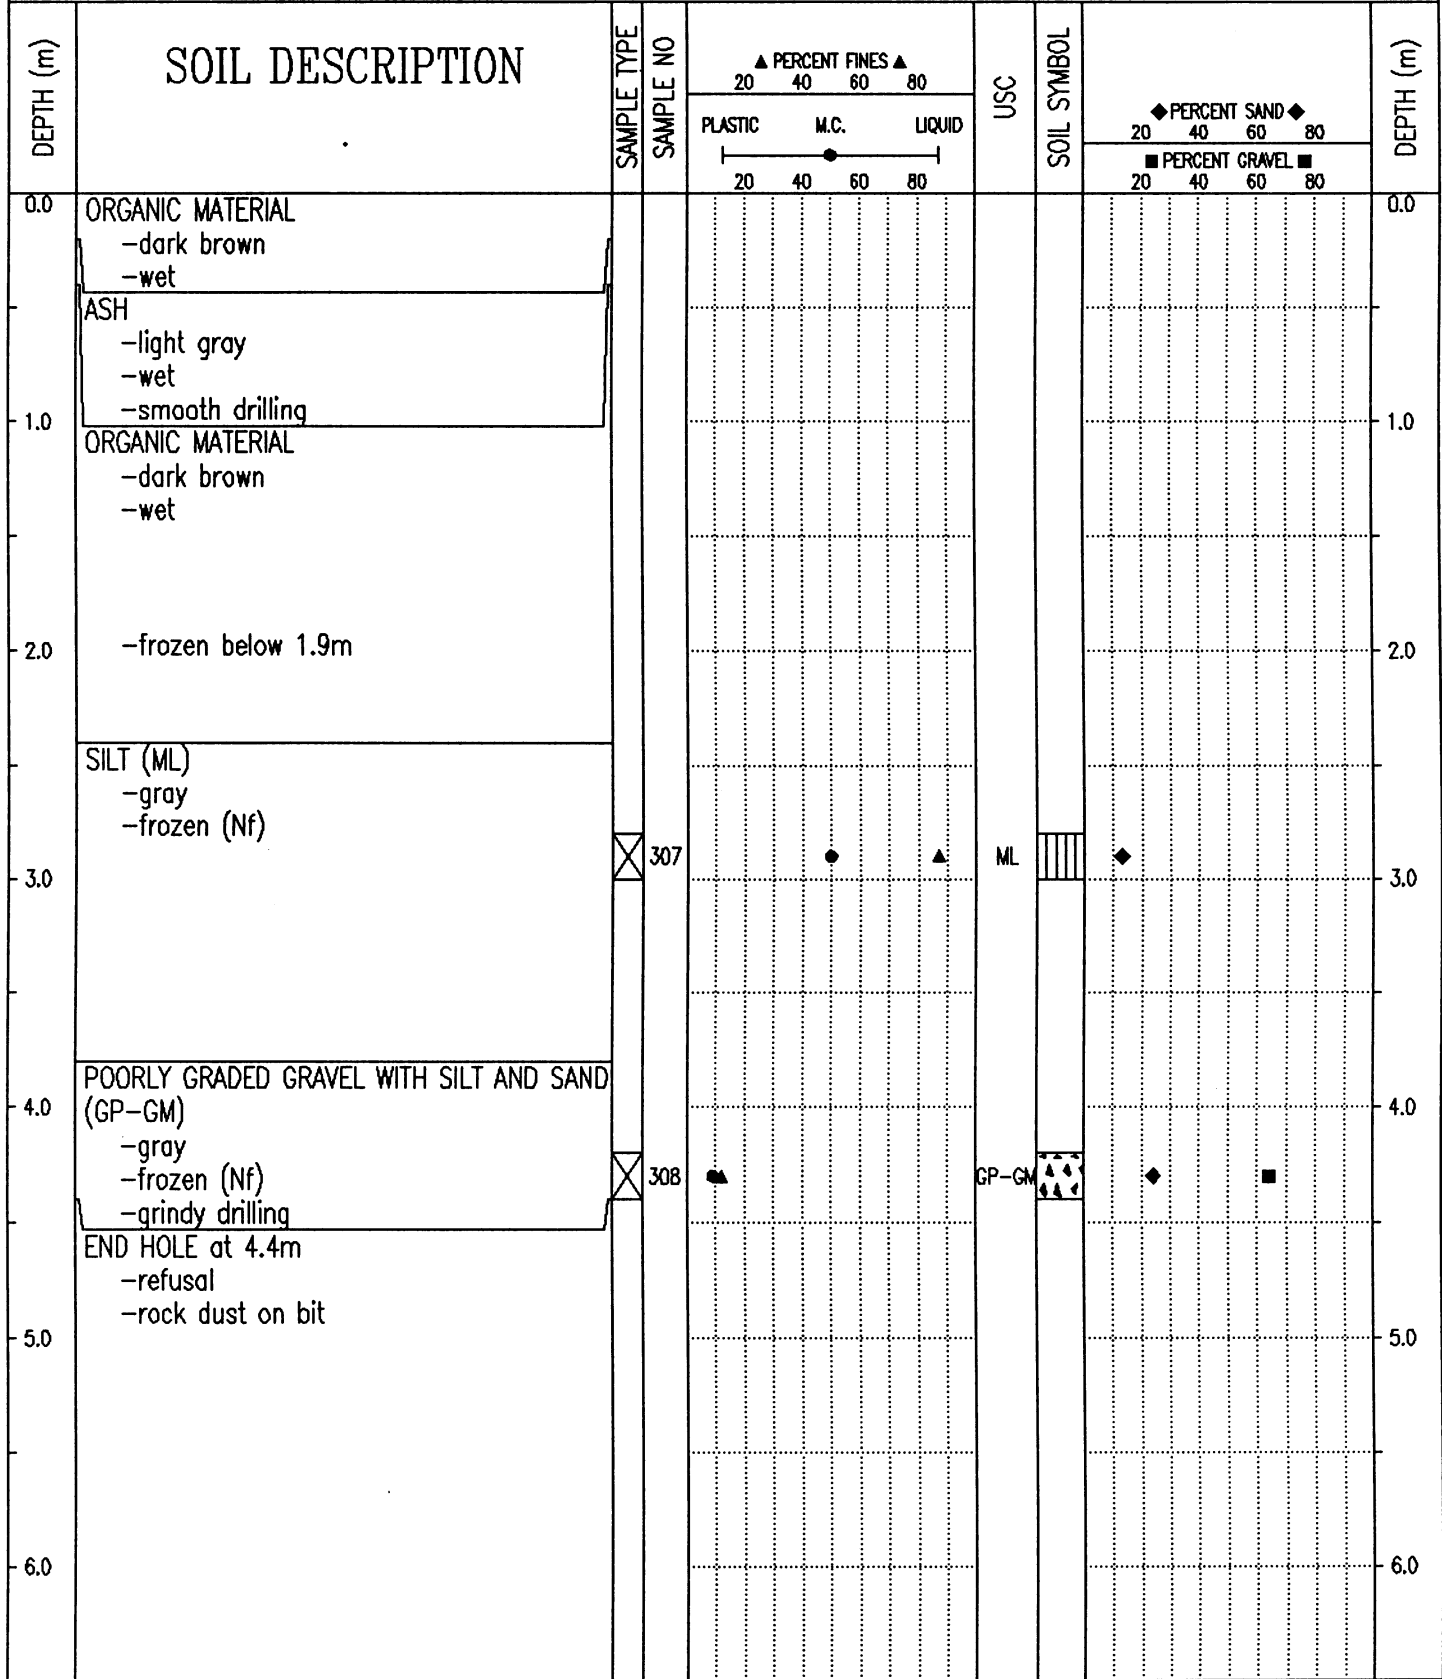 DEPTH (m)
SOIL DESCRIPTION
SAMPLE TYPE
SAMPLE NO
▲ PERCENT FINES ▲
20 40 60 80
PLASTIC M.C. LIQUID
20 40 60 80
USC
SOIL SYMBOL
◆ PERCENT SAND ◆
20 40 60 80
■ PERCENT GRAVEL ■
20 40 60 80
DEPTH (m)
0.0 ORGANIC MATERIAL 0.0
-dark brown
-wet
ASH
-light gray
-wet
-smooth drilling
1.0 1.0
ORGANIC MATERIAL
-dark brown
-wet
2.0 -frozen below 1.9m 2.0
SILT (ML)
-gray
-frozen (Nf)
307 ML
3.0 3.0
POORLY GRADED GRAVEL WITH SILT AND SAND
4.0 (GP-GM) 4.0
-gray
-frozen (Nf) 308 GP-GM
-grindy drilling
END HOLE at 4.4m
-refusal
-rock dust on bit
5.0 5.0
6.0 6.0